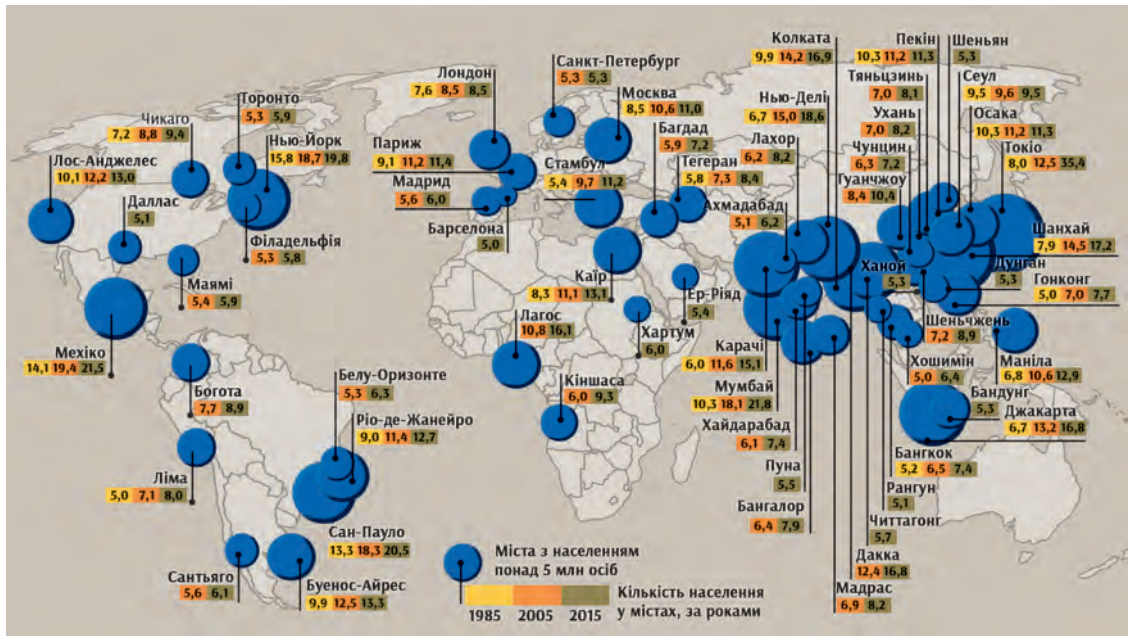 Колката
9,9 14,2 16,9
Пекін
10,3 11,2 11,3
Шеньян
5,3
Санкт-Петербург
5,3 5,3
Лондон
7,6 8,5 8,5
Тяньцзинь
7,0 8,1
Сеул
9,5 9,6 9,5
Торонто
5,3 5,9
Москва
8,5 10,6 11,0
Нью-Делі
6,7 15,0 18,6
Чикаго
7,2 8,8 9,4
Ухань
7,0 8,2
Осака
10,3 11,2 11,3
Нью-Йорк
15,8 18,7 19,8
Париж
9,1 11,2 11,4
Багдад
5,9 7,2
Лахор
6,2 8,2
Чунцин
6,3 7,2
Токіо
8,0 12,5 35,4
Лос-Анджелес
10,1 12,2 13,0
Стамбул
5,4 9,7 11,2
Тегеран
5,8 7,3 8,4
Гуанчжоу
8,4 10,4
Мадрид
5,6 6,0
Даллас
5,1
Ахмадабад
5,1 6,2
Барселона
5,0
Шанхай
7,9 14,5 17,2
Філадельфія
5,3 5,8
Ханой
5,3
Дунган
5,3
Каїр
8,3 11,1 13,1
Гонконг
5,0 7,0 7,7
Маямі
5,4 5,9
Ер-Ріяд
5,4
Лагос
10,8 16,1
Хартум
6,0
Шеньчжень
7,2 8,9
Мехіко
14,1 19,4 21,5
Карачі
6,0 11,6 15,1
Хошимін
5,0 6,4
Маніла
6,8 10,6 12,9
Белу-Оризонте
5,3 6,3
Кіншаса
6,0 9,3
Мумбай
10,3 18,1 21,8
Бандунг
5,3
Богота
7,7 8,9
Ріо-де-Жанейро
9,0 11,4 12,7
Джакарта
6,7 13,2 16,8
Хайдарабад
6,1 7,4
Бангкок
5,2 6,5 7,4
Ліма
5,0 7,1 8,0
Пуна
5,5
Рангун
5,1
Бангалор
6,4 7,9
Читтагонг
5,7
Сан-Пауло
13,3 18,3 20,5
Дакка
12,4 16,8
Сантьяго
5,6 6,1
Буенос-Айрес
9,9 12,5 13,3
Мадрас
6,9 8,2
Міста з населенням
понад 5 млн осіб
Кількість населення
у містах, за роками
1985 2005 2015